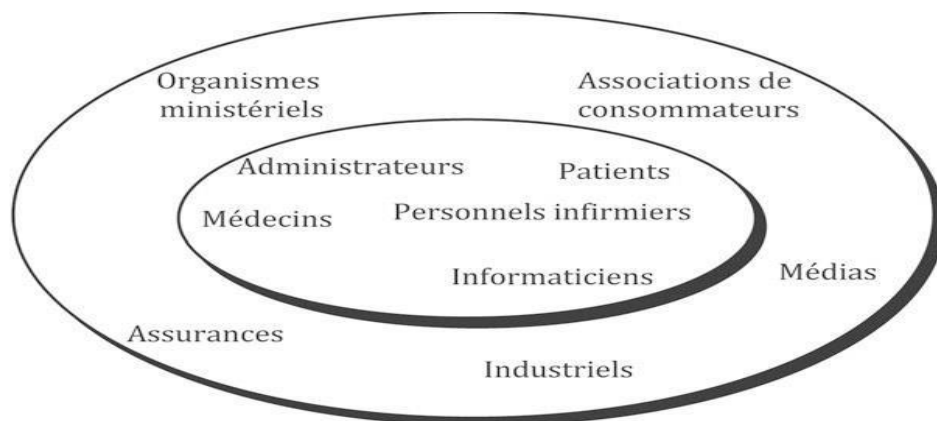 Organismes
ministériels
Associations de
consommateurs
Administrateurs
Patients
Médecins
Personnels infirmiers
Informaticiens
Médias
Assurances
Industriels